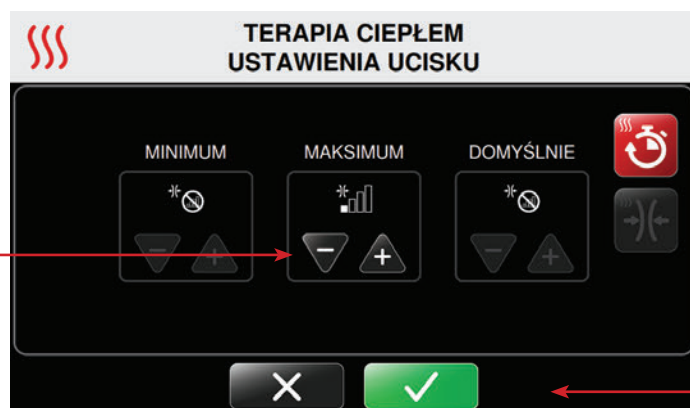 TERAPIA CIEPŁEM
USTAWIENIA UCISKU
MINIMUM MAKSIMUM DOMYŚLNIE